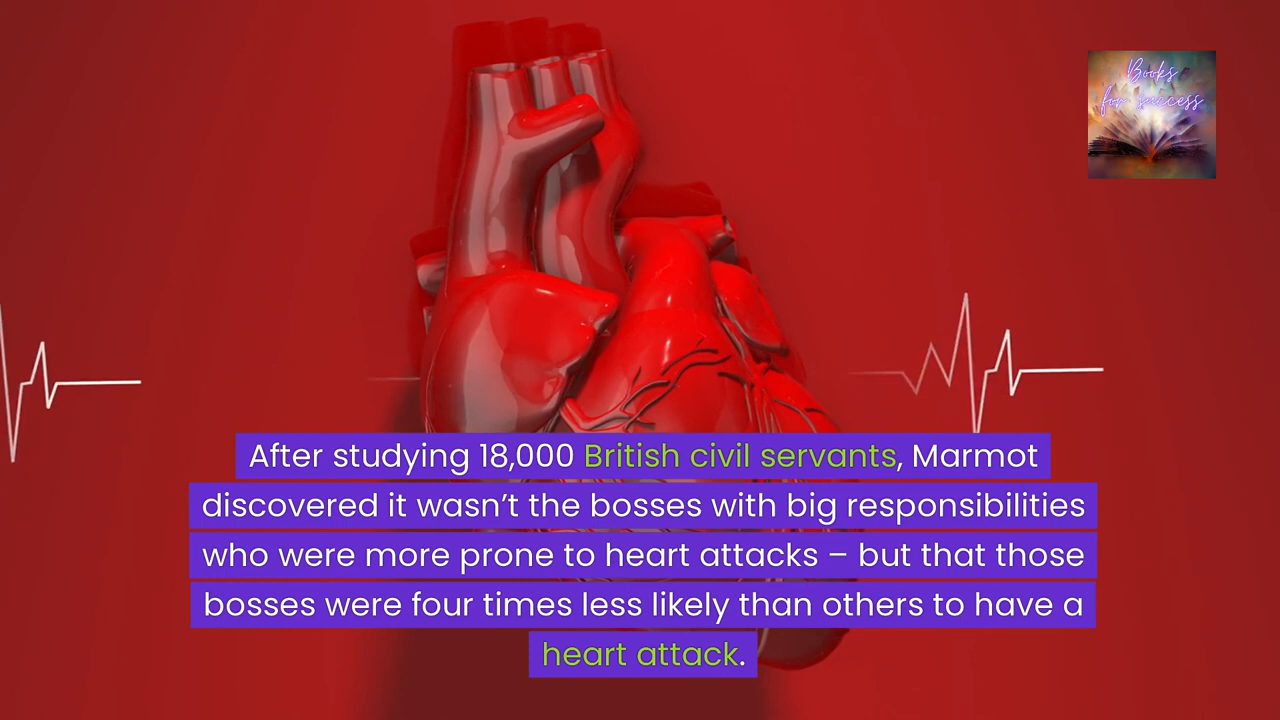 Books
for success
After studying 18,000 British civil servants, Marmot
discovered it wasn’t the bosses with big responsibilities
who were more prone to heart attacks – but that those
bosses were four times less likely than others to have a
heart attack.